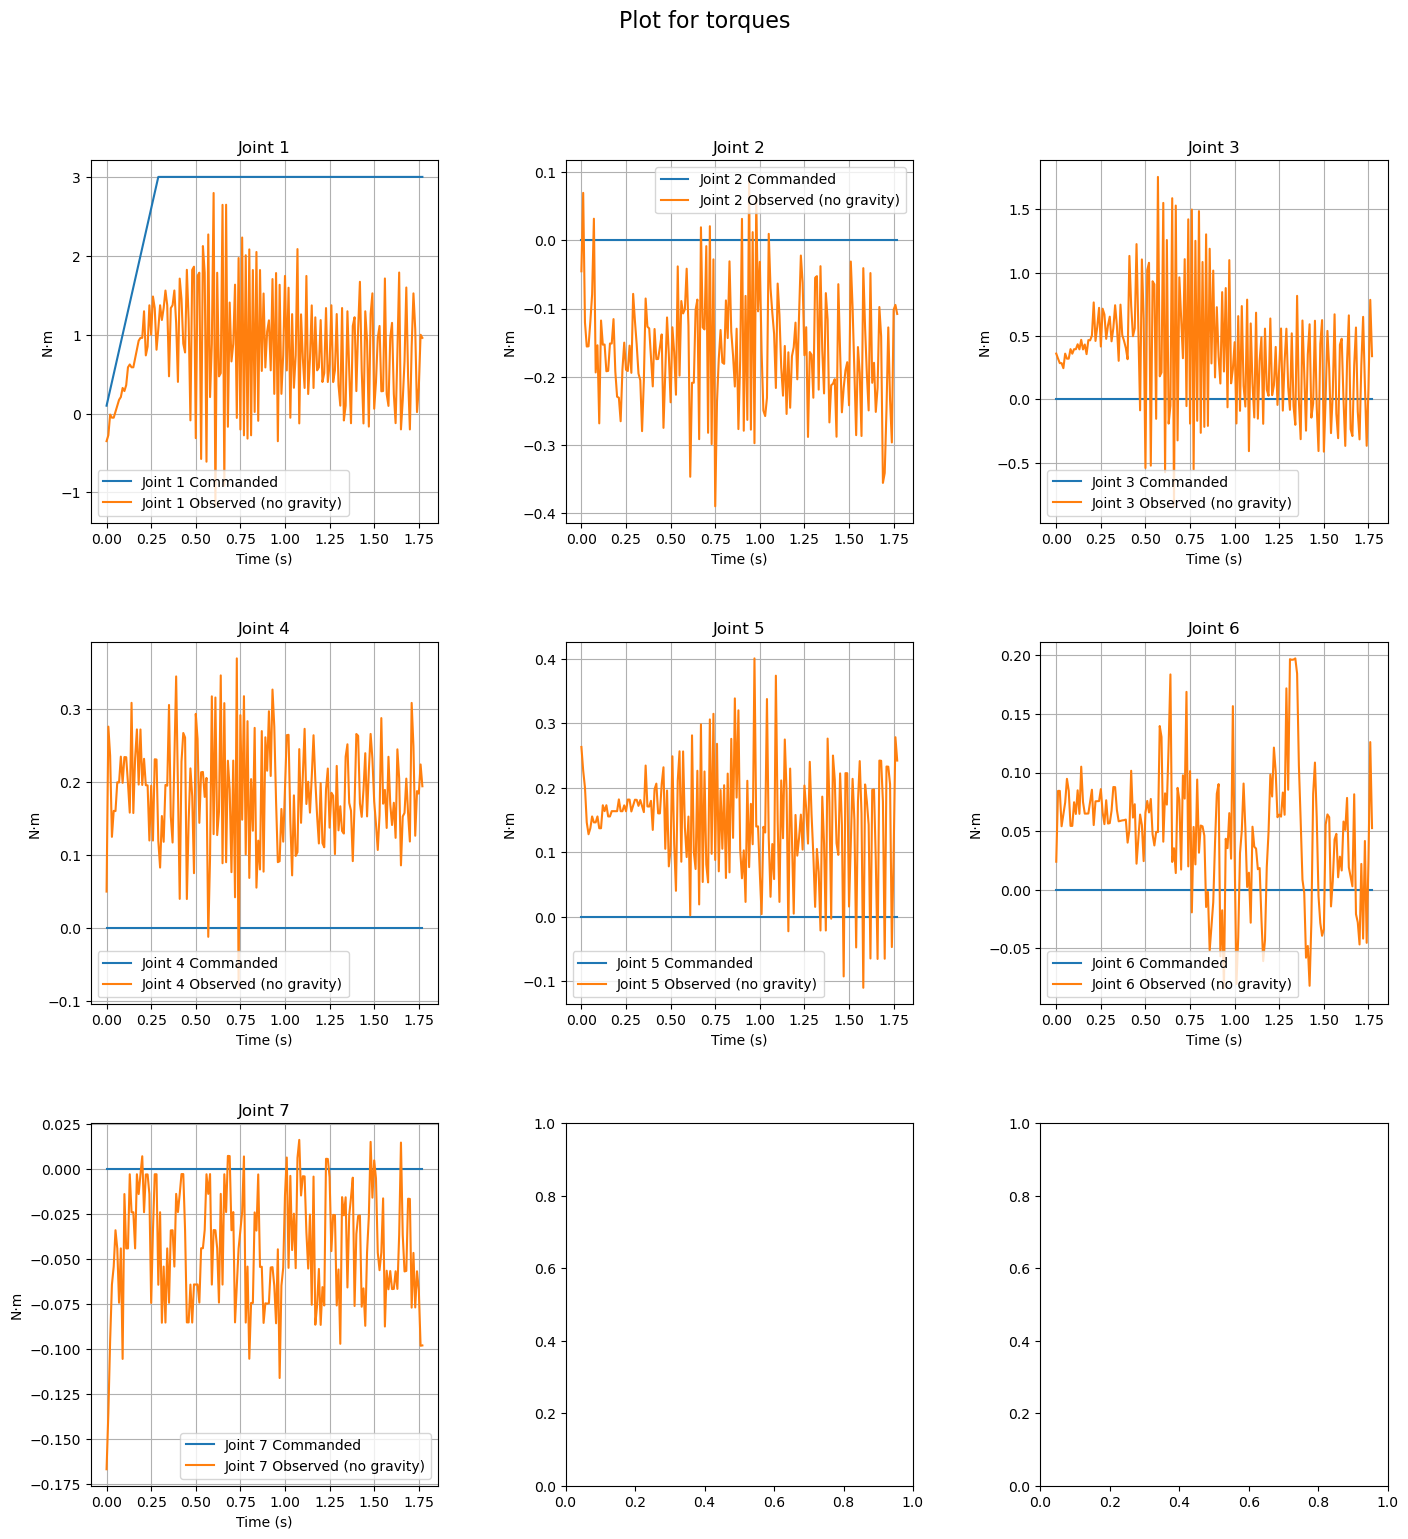 Plot for torques
Joint 1
3
2
1
0
−1
N·m
Joint 1 Commanded
Joint 1 Observed (no gravity)
0.00 0.25 0.50 0.75 1.00 1.25 1.50 1.75
Time (s)
Joint 2
0.1
0.0
−0.1
−0.2
−0.3
−0.4
N·m
Joint 2 Commanded
Joint 2 Observed (no gravity)
0.00 0.25 0.50 0.75 1.00 1.25 1.50 1.75
Time (s)
Joint 3
1.5
1.0
0.5
0.0
−0.5
N·m
Joint 3 Commanded
Joint 3 Observed (no gravity)
0.00 0.25 0.50 0.75 1.00 1.25 1.50 1.75
Time (s)
Joint 4
0.3
0.2
0.1
0.0
−0.1
N·m
Joint 4 Commanded
Joint 4 Observed (no gravity)
0.00 0.25 0.50 0.75 1.00 1.25 1.50 1.75
Time (s)
Joint 5
0.4
0.3
0.2
0.1
0.0
−0.1
N·m
Joint 5 Commanded
Joint 5 Observed (no gravity)
0.00 0.25 0.50 0.75 1.00 1.25 1.50 1.75
Time (s)
Joint 6
0.20
0.15
0.10
0.05
0.00
−0.05
N·m
Joint 6 Commanded
Joint 6 Observed (no gravity)
0.00 0.25 0.50 0.75 1.00 1.25 1.50 1.75
Time (s)
Joint 7
0.025
0.000
−0.025
−0.050
−0.075
−0.100
−0.125
−0.150
−0.175
N·m
Joint 7 Commanded
Joint 7 Observed (no gravity)
0.00 0.25 0.50 0.75 1.00 1.25 1.50 1.75
Time (s)
1.0
0.8
0.6
0.4
0.2
0.0
0.0 0.2 0.4 0.6 0.8 1.0
1.0
0.8
0.6
0.4
0.2
0.0
0.0 0.2 0.4 0.6 0.8 1.0